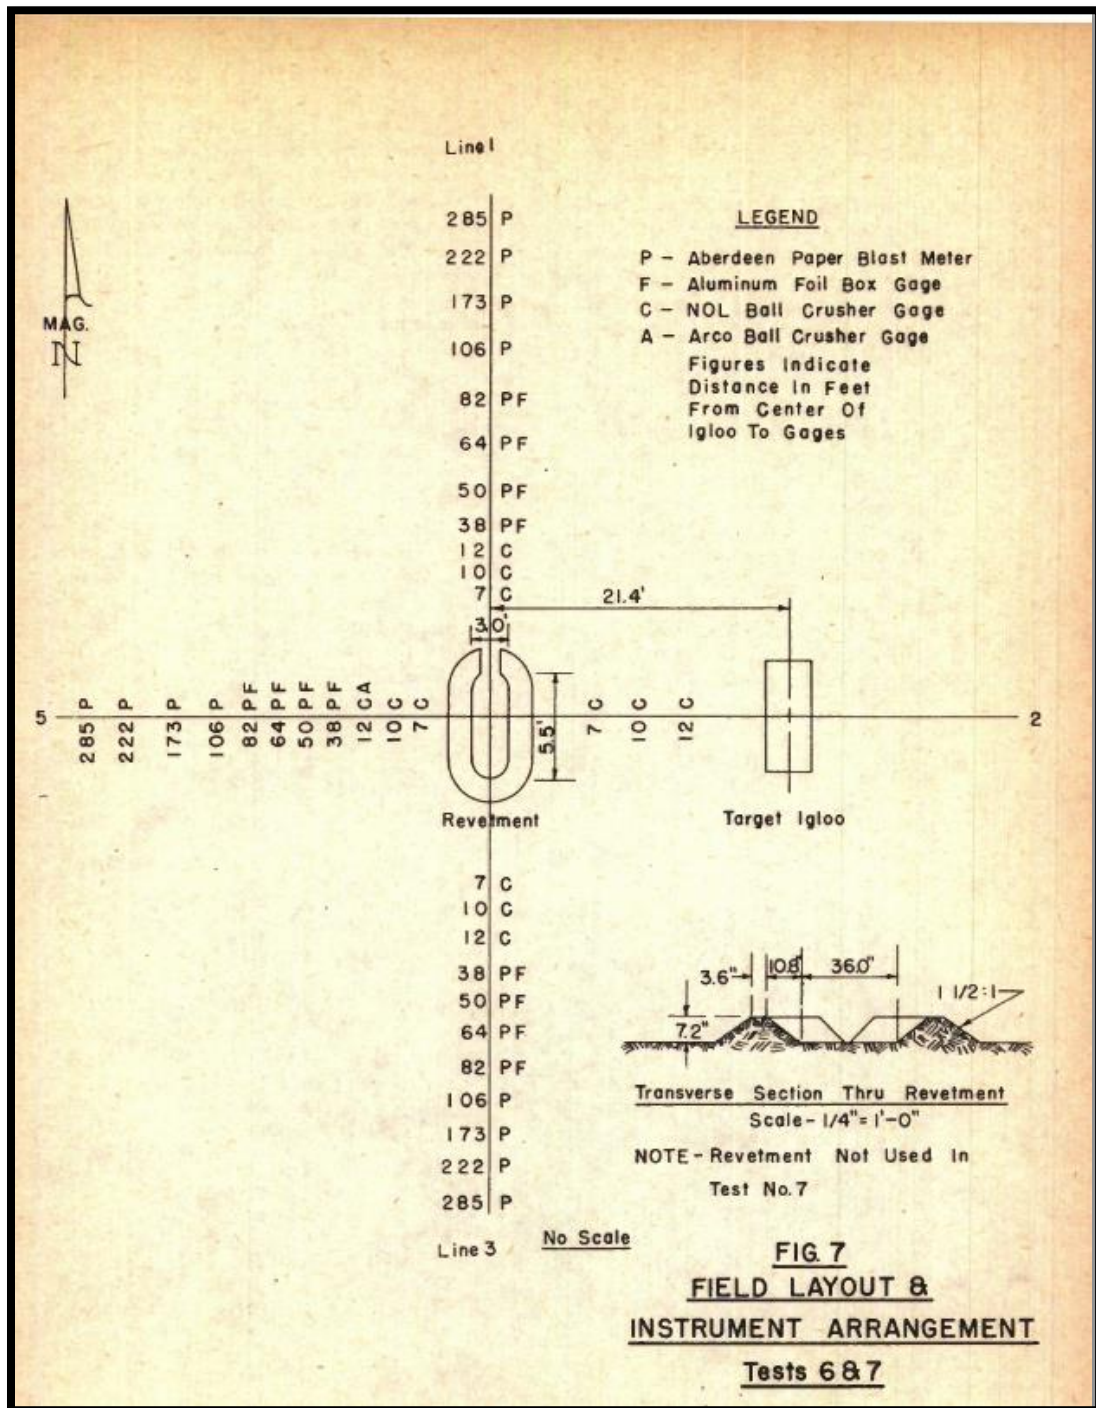 Line 1
285 P
222 P
173 P
106 P
82 PF
64 PF
50 PF
38 PF
12 C
10 C
7 C
MAG.
N
LEGEND
P - Aberdeen Paper Blast Meter
F - Aluminum Foil Box Gage
C - NOL Ball Crusher Gage
A - Arco Ball Crusher Gage
Figures Indicate
Distance In Feet
From Center Of
Igloo To Gages
21.4'
3.0'
5.5'
5
285 P
222 P
173 P
106 P
82 PF
64 PF
50 PF
38 PF
12 CA
10 C
7 C
7 C
10 C
12 C
2
Revetment
Target Igloo
7 C
10 C
12 C
38 PF
50 PF
64 PF
82 PF
106 P
173 P
222 P
285 P
Line 3
No Scale
3.6"
10.8"
36.0"
1 1/2:1
7.2"
Transverse Section Thru Revetment
Scale - 1/4" = 1'-0"
NOTE - Revetment Not Used In
Test No. 7
FIG. 7
FIELD LAYOUT &
INSTRUMENT ARRANGEMENT
Tests 6 & 7